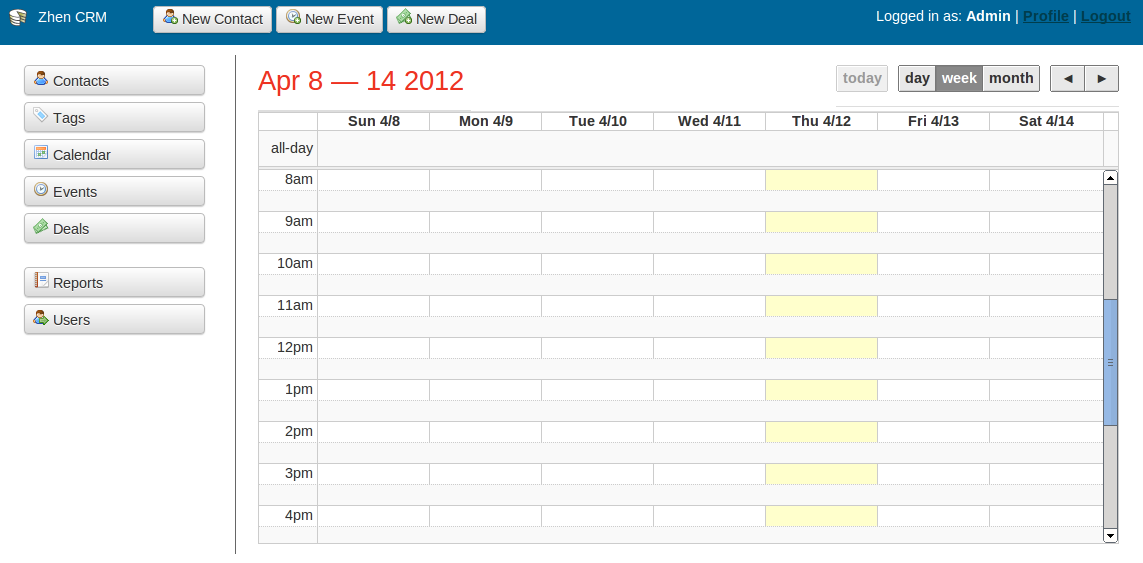 Zhen CRM
New Contact
New Event
New Deal
Logged in as: Admin | Profile | Logout
Contacts
Tags
Calendar
Events
Deals
Reports
Users
Apr 8 — 14 2012
today
day week month
◄ ►
Sun 4/8 Mon 4/9 Tue 4/10 Wed 4/11 Thu 4/12 Fri 4/13 Sat 4/14
all-day
8am
9am
10am
11am
12pm
1pm
2pm
3pm
4pm